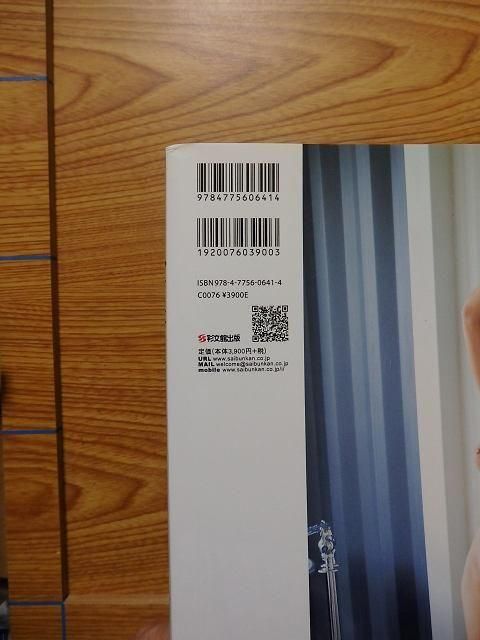 9784775606414
1920076039003
ISBN978-4-7756-0641-4
C0076 ¥3900E
彩文館出版
定価(本体3,900円+税)
URL www.saibunkan.co.jp
MAIL welcome@saibunkan.co.jp
mobile www.saibunkan.co.jp/i/